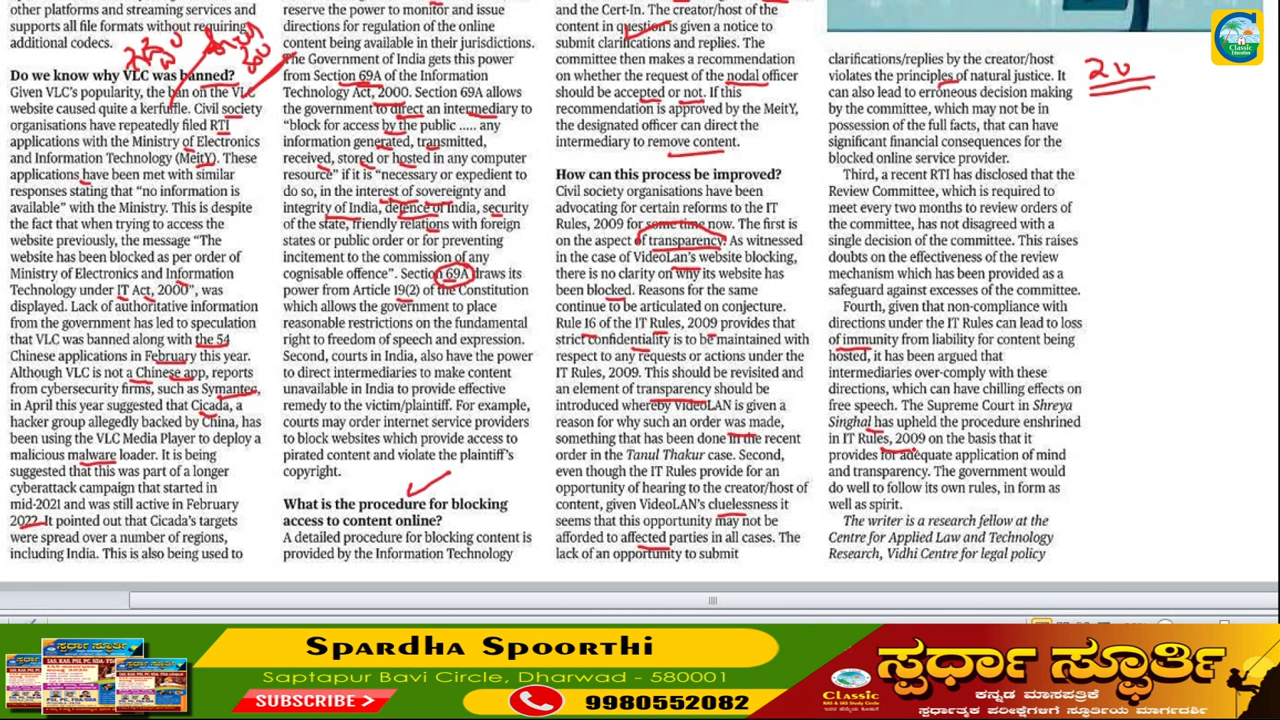 other platforms and streaming services and
supports all file formats without requiring
additional codecs.
Do we know why VLC was banned?
Given VLC's popularity, the ban on the VLC
website caused quite a kerfuffle. Civil society
organisations have repeatedly filed RTI
applications with the Ministry of Electronics
and Information Technology (MeitY). These
applications have been met with similar
responses stating that "no information is
available" with the Ministry. This is despite
the fact that when trying to access the
website previously, the message "The
website has been blocked as per order of
Ministry of Electronics and Information
Technology under IT Act, 2000", was
displayed. Lack of authoritative information
from the government has led to speculation
that VLC was banned along with the 54
Chinese applications in February this year.
Although VLC is not a Chinese app, reports
from cybersecurity firms, such as Symantec,
in April this year suggested that Cicada, a
hacker group allegedly backed by China, has
been using the VLC Media Player to deploy a
malicious malware loader. It is being
suggested that this was part of a longer
cyberattack campaign that started in
mid-2021 and was still active in February
2022. It pointed out that Cicada's targets
were spread over a number of regions,
including India. This is also being used to
reserve the power to monitor and issue
directions for regulation of the online
content being available in their jurisdictions.
The Government of India gets this power
from Section 69A of the Information
Technology Act, 2000. Section 69A allows
the government to direct an intermediary to
"block for access by the public ..... any
information generated, transmitted,
received, stored or hosted in any computer
resource" if it is "necessary or expedient to
do so, in the interest of sovereignty and
integrity of India, defence of India, security
of the state, friendly relations with foreign
states or public order or for preventing
incitement to the commission of any
cognisable offence". Section 69A draws its
power from Article 19(2) of the Constitution
which allows the government to place
reasonable restrictions on the fundamental
right to freedom of speech and expression.
Second, courts in India, also have the power
to direct intermediaries to make content
unavailable in India to provide effective
remedy to the victim/plaintiff. For example,
courts may order internet service providers
to block websites which provide access to
pirated content and violate the plaintiff's
copyright.
What is the procedure for blocking
access to content online?
A detailed procedure for blocking content is
provided by the Information Technology
and the Cert-In. The creator/host of the
content in question is given a notice to
submit clarifications and replies. The
committee then makes a recommendation
on whether the request of the nodal officer
should be accepted or not. If this
recommendation is approved by the MeitY,
the designated officer can direct the
intermediary to remove content.
How can this process be improved?
Civil society organisations have been
advocating for certain reforms to the IT
Rules, 2009 for some time now. The first is
on the aspect of transparency. As witnessed
in the case of VideoLan's website blocking,
there is no clarity on why its website has
been blocked. Reasons for the same
continue to be articulated on conjecture.
Rule 16 of the IT Rules, 2009 provides that
strict confidentiality is to be maintained with
respect to any requests or actions under the
IT Rules, 2009. This should be revisited and
an element of transparency should be
introduced whereby VideoLAN is given a
reason for why such an order was made,
something that has been done in the recent
order in the Tanul Thakur case. Second,
even though the IT Rules provide for an
opportunity of hearing to the creator/host of
content, given VideoLAN's cluelessness it
seems that this opportunity may not be
afforded to affected parties in all cases. The
lack of an opportunity to submit
clarifications/replies by the creator/host
violates the principles of natural justice. It
can also lead to erroneous decision making
by the committee, which may not be in
possession of the full facts, that can have
significant financial consequences for the
blocked online service provider.
Third, a recent RTI has disclosed that the
Review Committee, which is required to
meet every two months to review orders of
the committee, has not disagreed with a
single decision of the committee. This raises
doubts on the effectiveness of the review
mechanism which has been provided as a
safeguard against excesses of the committee.
Fourth, given that non-compliance with
directions under the IT Rules can lead to loss
of immunity from liability for content being
hosted, it has been argued that
intermediaries over-comply with these
directions, which can have chilling effects on
free speech. The Supreme Court in Shreya
Singhal has upheld the procedure enshrined
in IT Rules, 2009 on the basis that it
provides for adequate application of mind
and transparency. The government would
do well to follow its own rules, in form as
well as spirit.
The writer is a research fellow at the
Centre for Applied Law and Technology
Research, Vidhi Centre for legal policy
Classic
Education
Spardha Spoorthi
Saptapur Bavi Circle, Dharwad - 580001
SUBSCRIBE
9980552082
Classic
KAS & IAS Study Circle
ಸ್ಪರ್ಧಾ ಸ್ಫೂರ್ತಿ
ಕನ್ನಡ ಮಾಸಪತ್ರಿಕೆ
ಸ್ಪರ್ಧಾತ್ಮಕ ಪರೀಕ್ಷೆಗಳಿಗೆ ಸ್ಫೂರ್ತಿಯ ಮಾರ್ಗದರ್ಶಿ